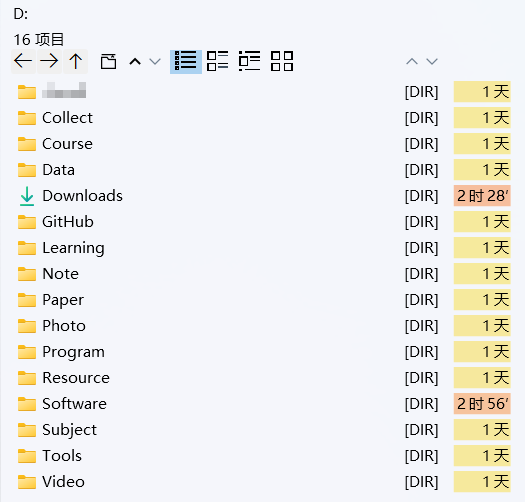 D:
16 项目
[DIR] 1 天
Collect [DIR] 1 天
Course [DIR] 1 天
Data [DIR] 1 天
Downloads [DIR] 2 时 28′
GitHub [DIR] 1 天
Learning [DIR] 1 天
Note [DIR] 1 天
Paper [DIR] 1 天
Photo [DIR] 1 天
Program [DIR] 1 天
Resource [DIR] 1 天
Software [DIR] 2 时 56′
Subject [DIR] 1 天
Tools [DIR] 1 天
Video [DIR] 1 天